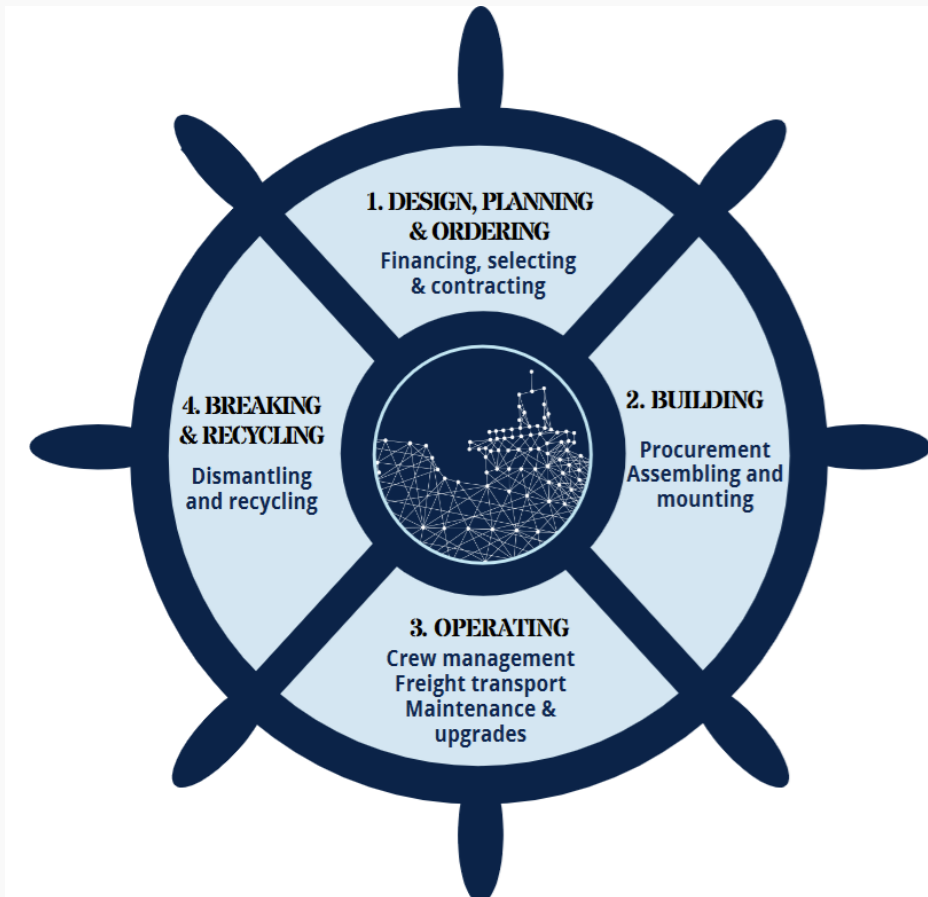 1. DESIGN, PLANNING
& ORDERING
Financing, selecting
& contracting
2. BUILDING
Procurement
Assembling and
mounting
3. OPERATING
Crew management
Freight transport
Maintenance &
upgrades
4. BREAKING
& RECYCLING
Dismantling
and recycling